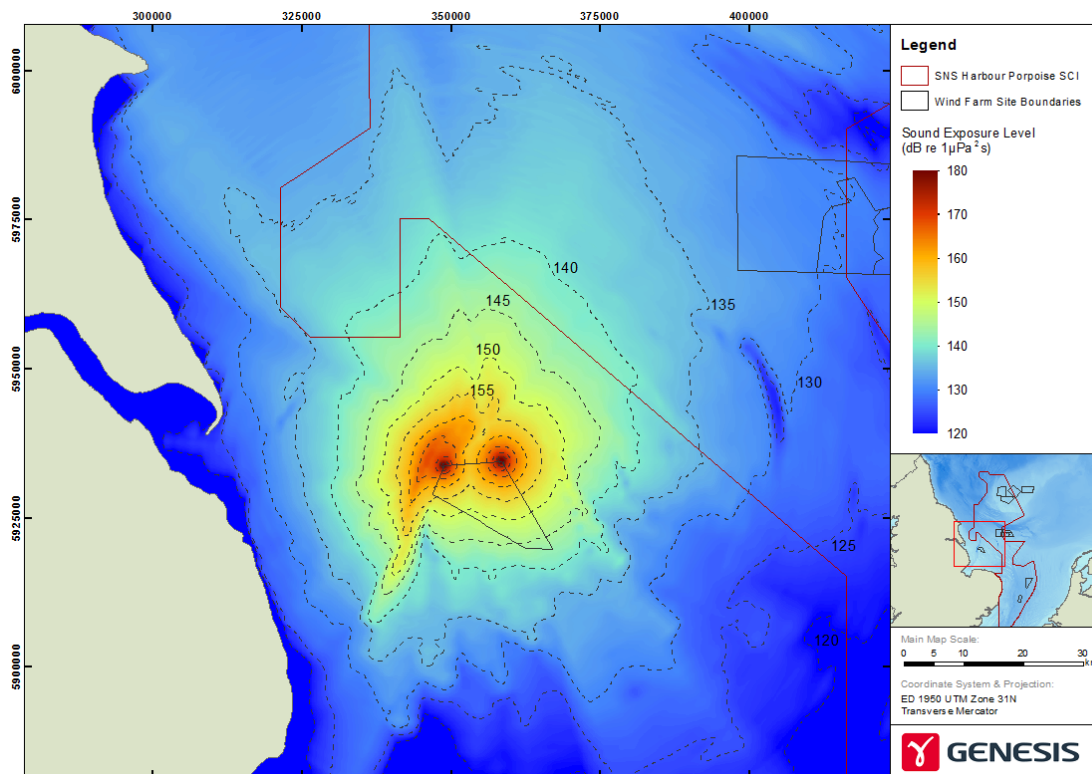 300000
325000
350000
375000
400000
6000000
5975000
5950000
5925000
5900000
140
145
135
150
130
155
125
120
Legend
SNS Harbour Porpoise SCI
Wind Farm Site Boundaries
Sound Exposure Level
(dB re 1µPa²s)
180
170
160
150
140
130
120
Main Map Scale:
0 5 10 20 30
km
Coordinate System & Projection:
ED 1950 UTM Zone 31N
Transverse Mercator
GENESIS